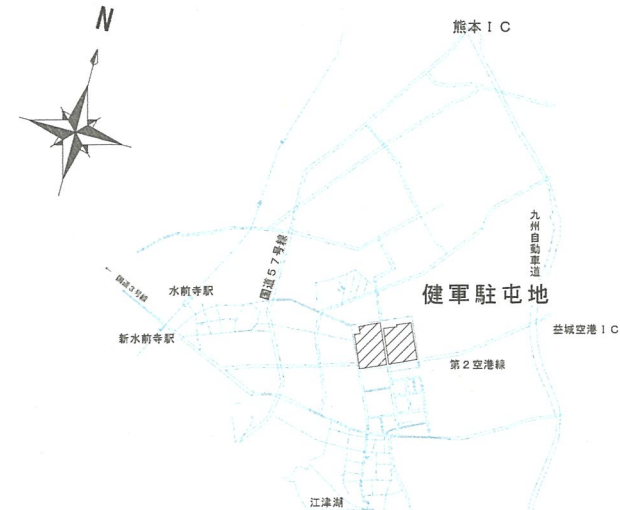 N
熊本IC
九州自動車道
国道57号線
国道3号線
水前寺駅
健軍駐屯地
新水前寺駅
益城空港IC
第2空港線
江津湖